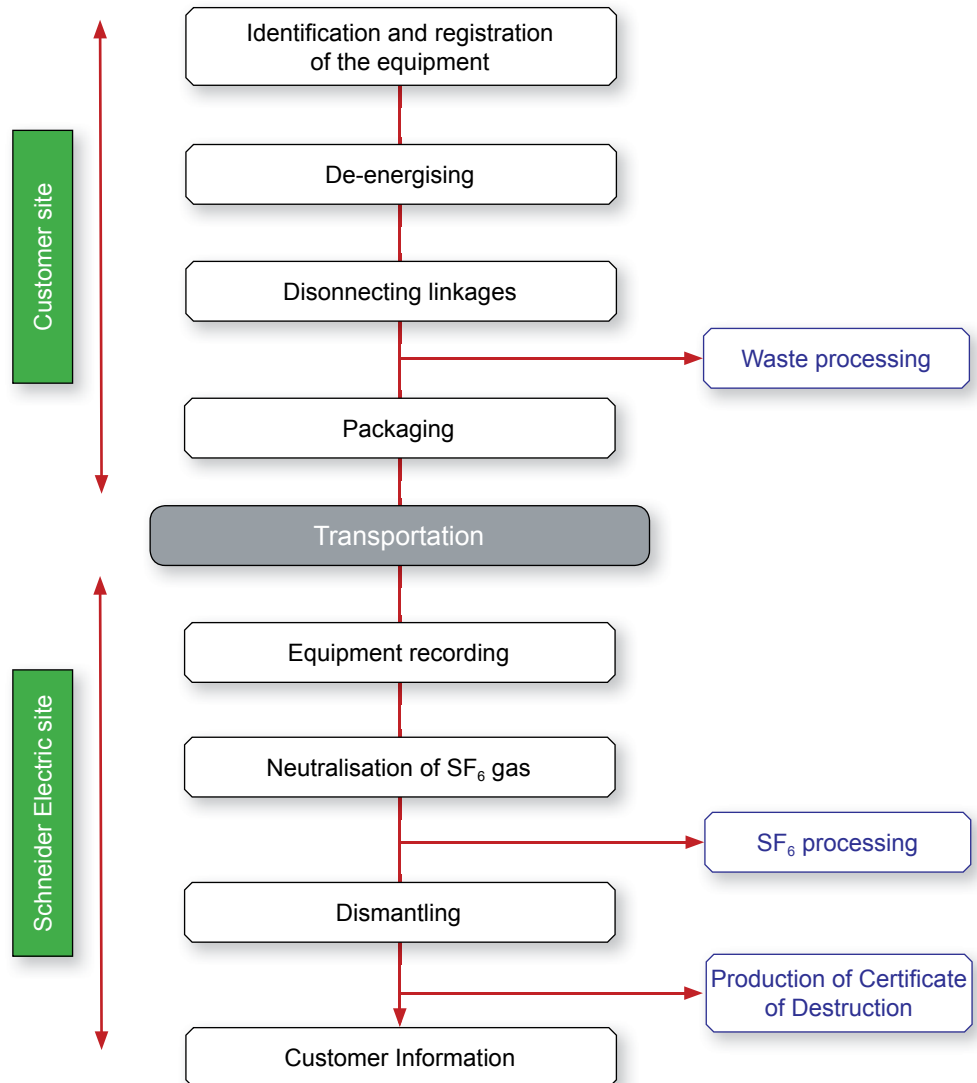 Identification and registration
of the equipment
De-energising
Customer site
Disonnecting linkages
Waste processing
Packaging
Transportation
Equipment recording
Schneider Electric site
Neutralisation of SF₆ gas
SF₆ processing
Dismantling
Production of Certificate
of Destruction
Customer Information